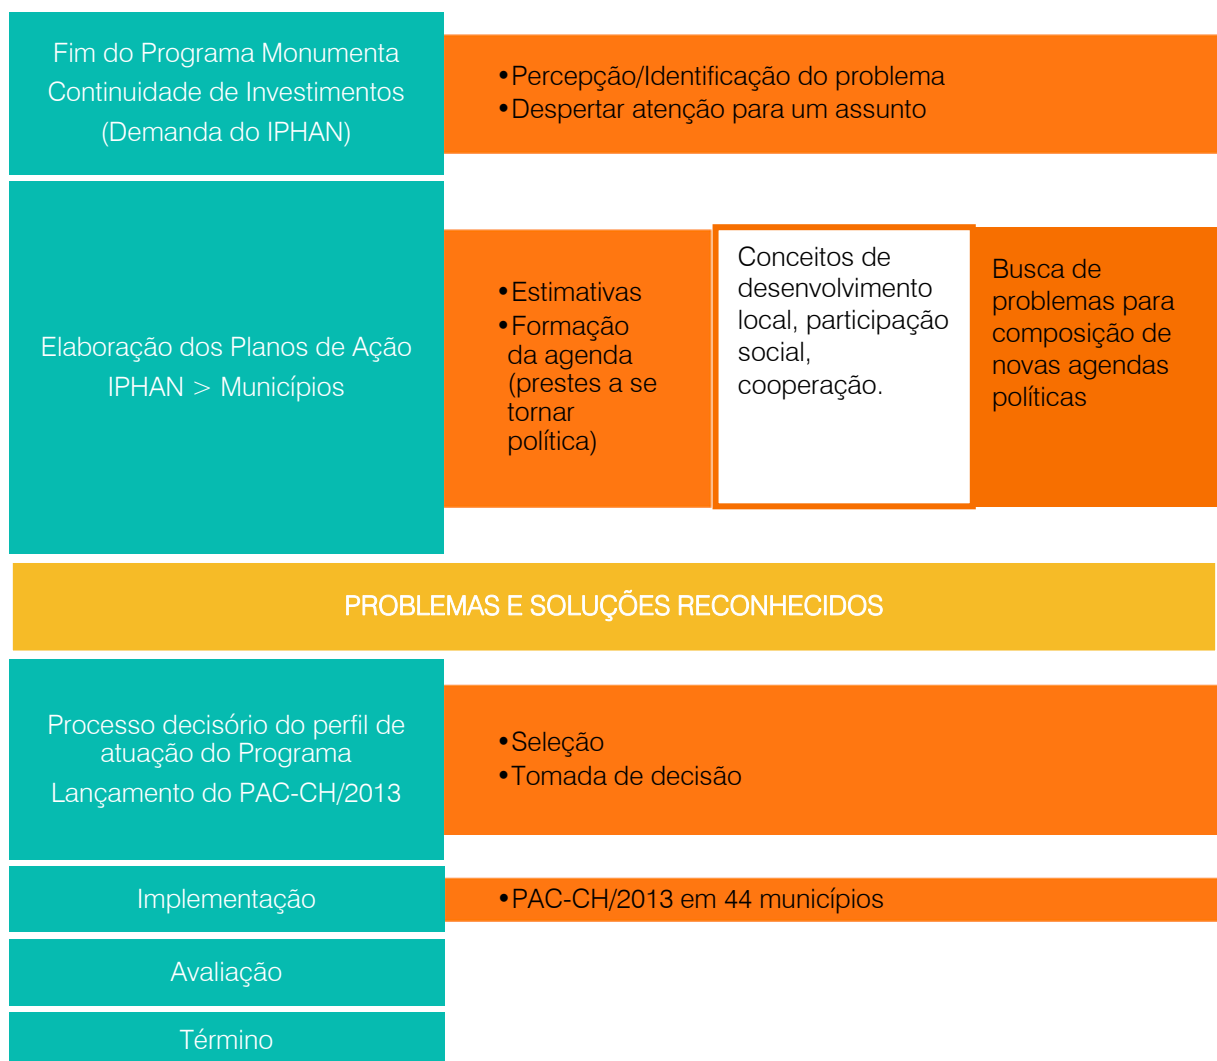 Fim do Programa Monumenta
Continuidade de Investimentos
(Demanda do IPHAN)
•Percepção/Identificação do problema
•Despertar atenção para um assunto
Elaboração dos Planos de Ação
IPHAN > Municípios
•Estimativas
•Formação
da agenda
(prestes a se
tornar
política)
Conceitos de
desenvolvimento
local, participação
social,
cooperação.
Busca de
problemas para
composição de
novas agendas
políticas
PROBLEMAS E SOLUÇÕES RECONHECIDOS
Processo decisório do perfil de
atuação do Programa
Lançamento do PAC-CH/2013
•Seleção
•Tomada de decisão
Implementação
•PAC-CH/2013 em 44 municípios
Avaliação
Término